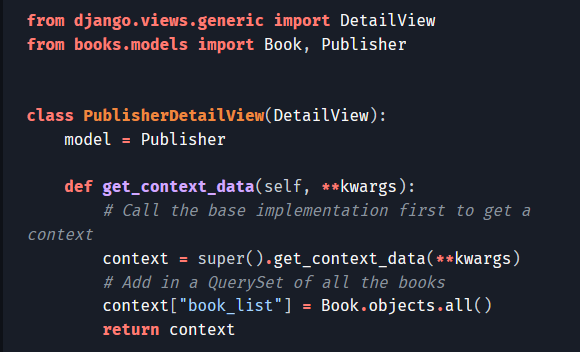 from django.views.generic import DetailView
from books.models import Book, Publisher
class PublisherDetailView(DetailView):
    model = Publisher
    def get_context_data(self, **kwargs):
        # Call the base implementation first to get a
context
        context = super().get_context_data(**kwargs)
        # Add in a QuerySet of all the books
        context["book_list"] = Book.objects.all()
        return context